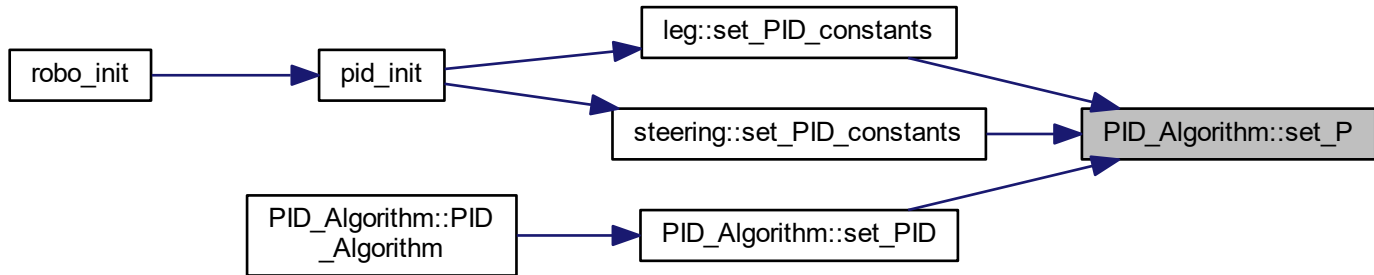 robo_init
pid_init
leg::set_PID_constants
steering::set_PID_constants
PID_Algorithm::set_P
PID_Algorithm::PID
_Algorithm
PID_Algorithm::set_PID